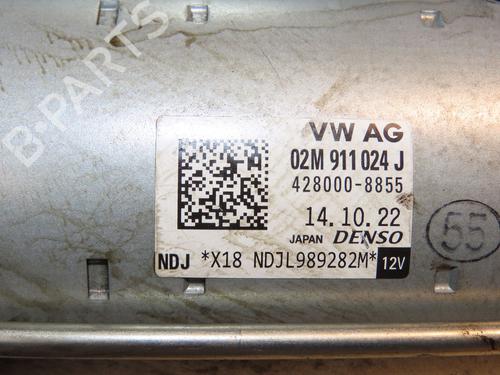 B-PARTS
VW AG
02M 911 024 J
428000-8855
14.10.22
JAPAN DENSO
NDJ *X18 NDJL989282M* 12V
55